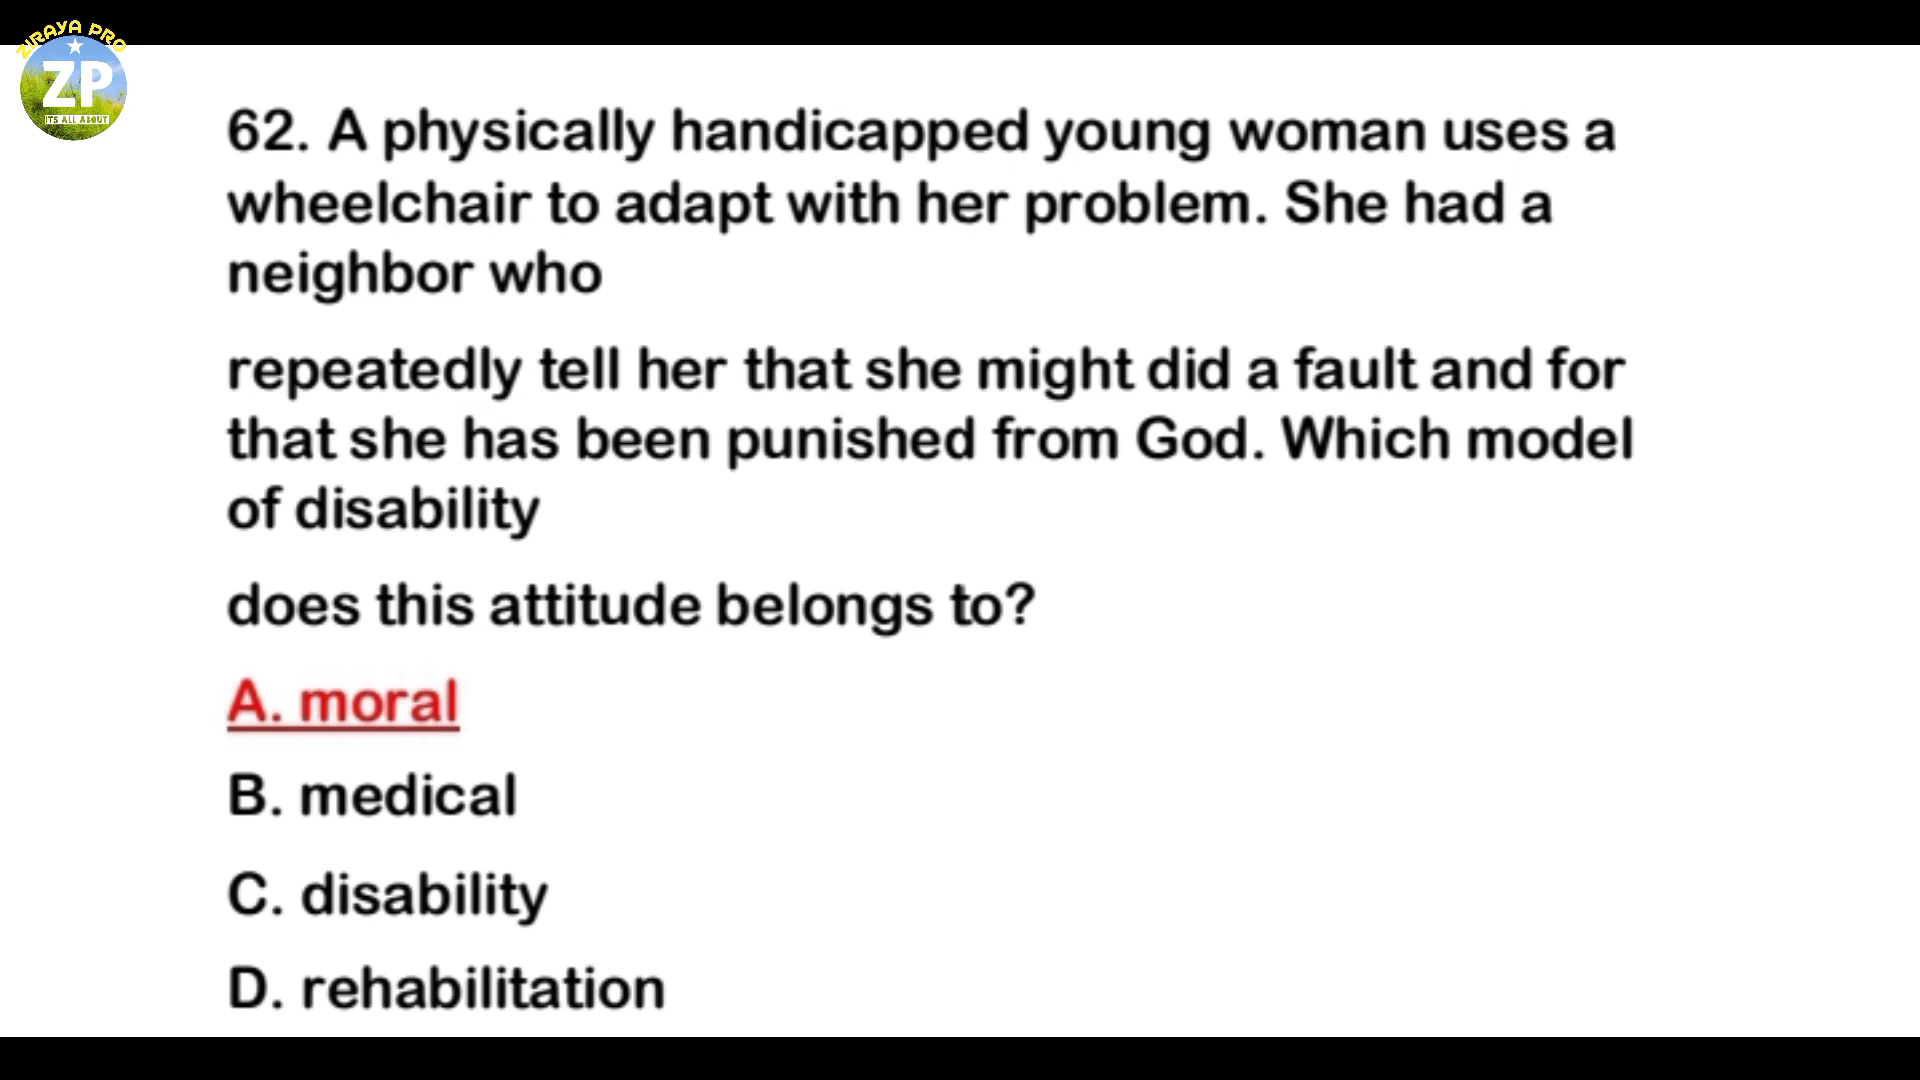 ZIRAYA PRO
ZP
ITS ALL ABOUT
62. A physically handicapped young woman uses a
wheelchair to adapt with her problem. She had a
neighbor who
repeatedly tell her that she might did a fault and for
that she has been punished from God. Which model
of disability
does this attitude belongs to?
A. moral
B. medical
C. disability
D. rehabilitation